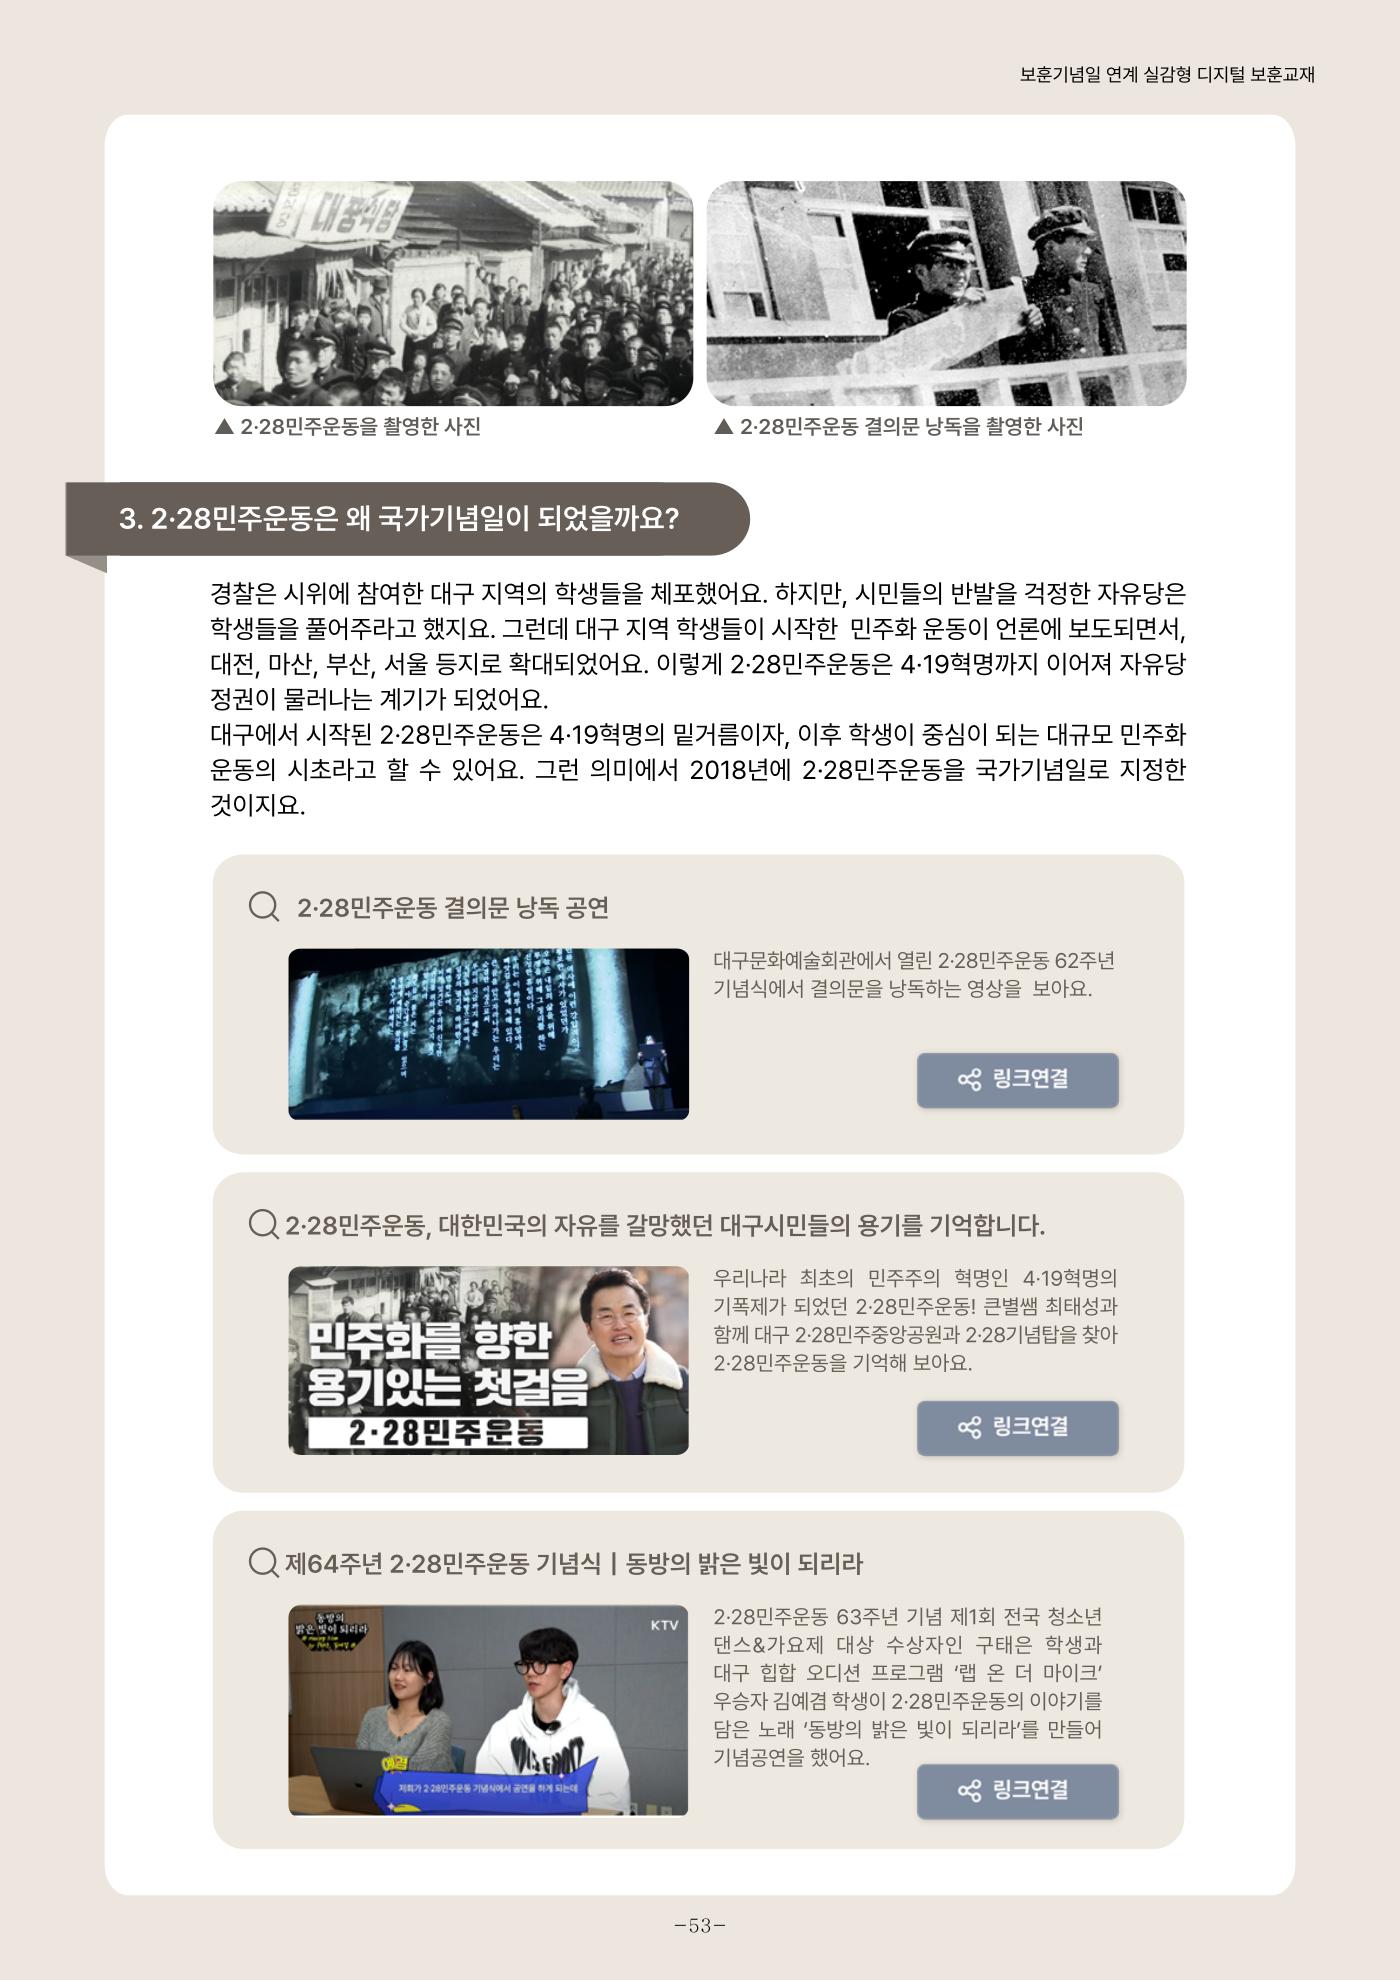 보훈기념일 연계 실감형 디지털 보훈교재
대중식당
▲ 2·28민주운동을 촬영한 사진
▲ 2·28민주운동 결의문 낭독을 촬영한 사진
3. 2·28민주운동은 왜 국가기념일이 되었을까요?
경찰은 시위에 참여한 대구 지역의 학생들을 체포했어요. 하지만, 시민들의 반발을 걱정한 자유당은
학생들을 풀어주라고 했지요. 그런데 대구 지역 학생들이 시작한 민주화 운동이 언론에 보도되면서,
대전, 마산, 부산, 서울 등지로 확대되었어요. 이렇게 2·28민주운동은 4·19혁명까지 이어져 자유당
정권이 물러나는 계기가 되었어요.
대구에서 시작된 2·28민주운동은 4·19혁명의 밑거름이자, 이후 학생이 중심이 되는 대규모 민주화
운동의 시초라고 할 수 있어요. 그런 의미에서 2018년에 2·28민주운동을 국가기념일로 지정한
것이지요.
2·28민주운동 결의문 낭독 공연
대구문화예술회관에서 열린 2·28민주운동 62주년
기념식에서 결의문을 낭독하는 영상을 보아요.
링크연결
2·28민주운동, 대한민국의 자유를 갈망했던 대구시민들의 용기를 기억합니다.
민주화를 향한
용기있는 첫걸음
2·28민주운동
우리나라 최초의 민주주의 혁명인 4·19혁명의
기폭제가 되었던 2·28민주운동! 큰별쌤 최태성과
함께 대구 2·28민주중앙공원과 2·28기념탑을 찾아
2·28민주운동을 기억해 보아요.
링크연결
제64주년 2·28민주운동 기념식 | 동방의 밝은 빛이 되리라
동방의
밝은 빛이 되리라
KTV
예겸
저희가 2·28민주운동 기념식에서 공연을 하게 되는데
2·28민주운동 63주년 기념 제1회 전국 청소년
댄스&가요제 대상 수상자인 구태은 학생과
대구 힙합 오디션 프로그램 ‘랩 온 더 마이크’
우승자 김예겸 학생이 2·28민주운동의 이야기를
담은 노래 ‘동방의 밝은 빛이 되리라’를 만들어
기념공연을 했어요.
링크연결
-53-